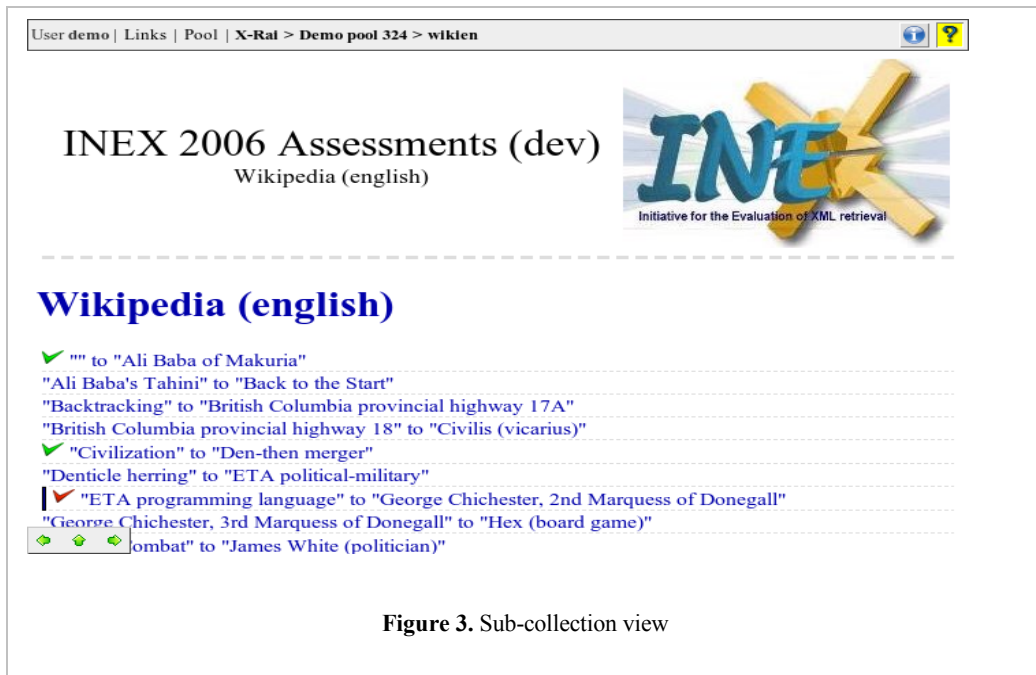 User demo | Links | Pool | X-Rai > Demo pool 324 > wikien
?
INEX 2006 Assessments (dev)
Wikipedia (english)
INEX
Initiative for the Evaluation of XML retrieval
Wikipedia (english)
"" to "Ali Baba of Makuria"
"Ali Baba's Tahini" to "Back to the Start"
"Backtracking" to "British Columbia provincial highway 17A"
"British Columbia provincial highway 18" to "Civilis (vicarius)"
"Civilization" to "Den-then merger"
"Denticle herring" to "ETA political-military"
"ETA programming language" to "George Chichester, 2nd Marquess of Donegall"
"George Chichester, 3rd Marquess of Donegall" to "Hex (board game)"
to "James White (politician)"
Figure 3. Sub-collection view